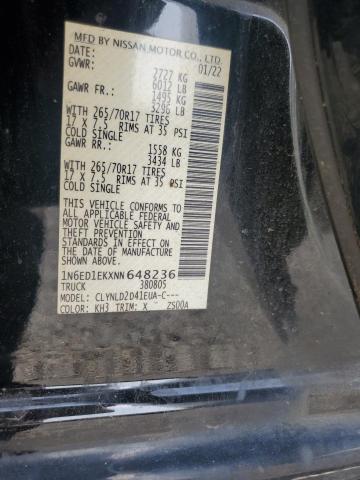 MFD BY NISSAN MOTOR CO., LTD.
DATE: 01/22
GVWR: 2727 KG
6012 LB
GAWR FR.: 1495 KG
3296 LB
WITH 265/70R17 TIRES
17 X 7.5 RIMS AT 35 PSI
COLD SINGLE
GAWR RR.: 1558 KG
3434 LB
WITH 265/70R17 TIRES
17 X 7.5 RIMS AT 35 PSI
COLD SINGLE
THIS VEHICLE CONFORMS TO ALL
APPLICABLE FEDERAL
MOTOR VEHICLE SAFETY AND
THEFT PREVENTION STANDARDS
IN EFFECT ON THE DATE OF
MANUFACTURE SHOWN ABOVE.
1N6ED1EKXNN648236
TRUCK 380805
MODEL: CLYNLD2D41EUA-C---
COLOR: KH3 TRIM: X ZSD0A